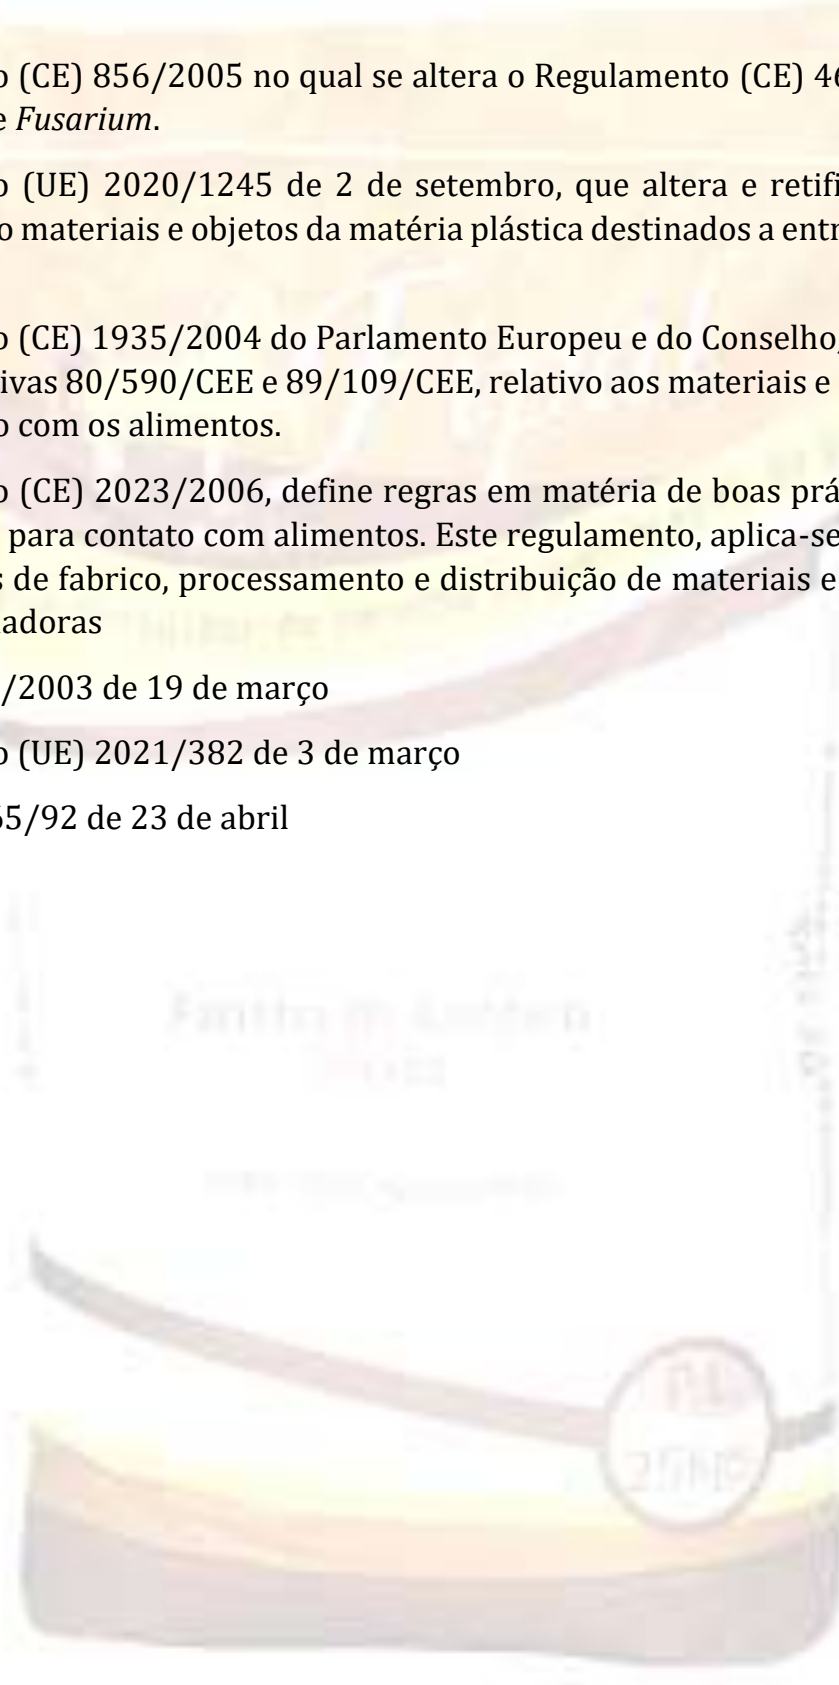 o (CE) 856/2005 no qual se altera o Regulamento (CE) 46
e Fusarium.
o (UE) 2020/1245 de 2 de setembro, que altera e retifi
o materiais e objetos da matéria plástica destinados a entr
o (CE) 1935/2004 do Parlamento Europeu e do Conselho,
ivas 80/590/CEE e 89/109/CEE, relativo aos materiais e
o com os alimentos.
o (CE) 2023/2006, define regras em matéria de boas prá
para contato com alimentos. Este regulamento, aplica-se
s de fabrico, processamento e distribuição de materiais e
adoras
/2003 de 19 de março
o (UE) 2021/382 de 3 de março
65/92 de 23 de abril